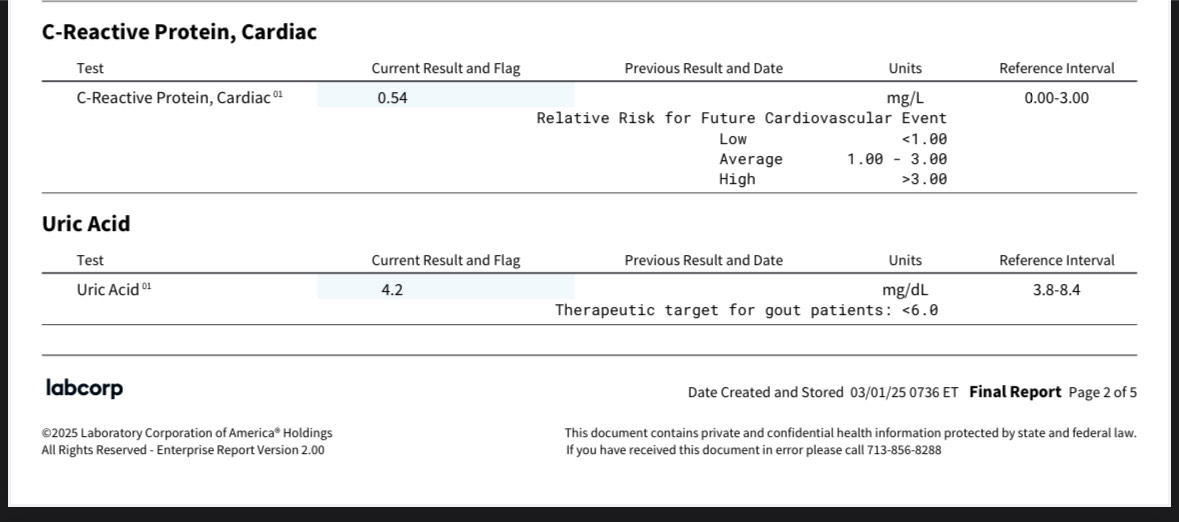 C-Reactive Protein, Cardiac
Test Current Result and Flag Previous Result and Date Units Reference Interval
C-Reactive Protein, Cardiac 01 0.54 mg/L 0.00-3.00
Relative Risk for Future Cardiovascular Event
Low <1.00
Average 1.00 - 3.00
High >3.00
Uric Acid
Test Current Result and Flag Previous Result and Date Units Reference Interval
Uric Acid 01 4.2 mg/dL 3.8-8.4
Therapeutic target for gout patients: <6.0
labcorp
Date Created and Stored 03/01/25 0736 ET Final Report Page 2 of 5
©2025 Laboratory Corporation of America® Holdings
All Rights Reserved - Enterprise Report Version 2.00
This document contains private and confidential health information protected by state and federal law.
If you have received this document in error please call 713-856-8288